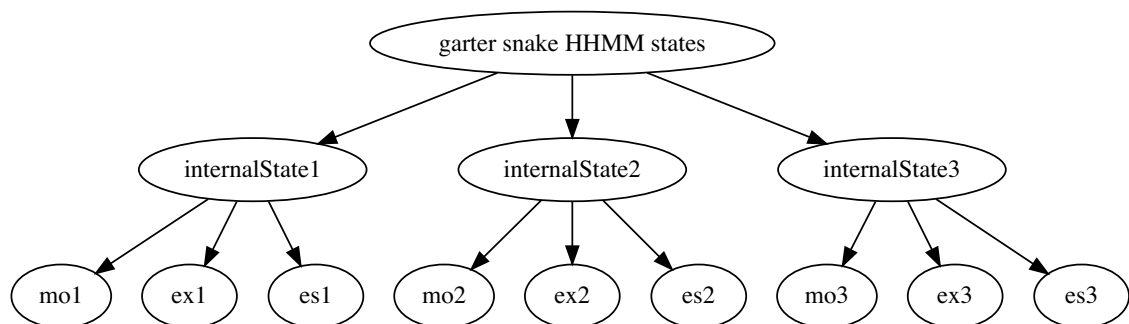 garter snake HHMM states
internalState1
internalState2
internalState3
mo1
ex1
es1
mo2
ex2
es2
mo3
ex3
es3